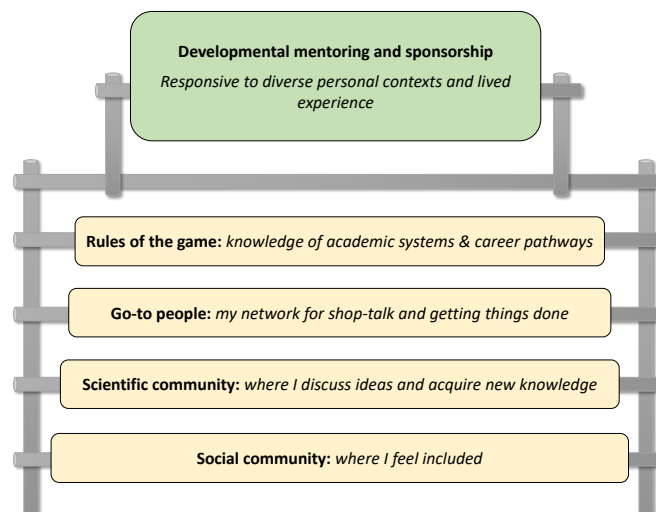 Developmental mentoring and sponsorship
Responsive to diverse personal contexts and lived
experience
Rules of the game: knowledge of academic systems & career pathways
Go-to people: my network for shop-talk and getting things done
Scientific community: where I discuss ideas and acquire new knowledge
Social community: where I feel included